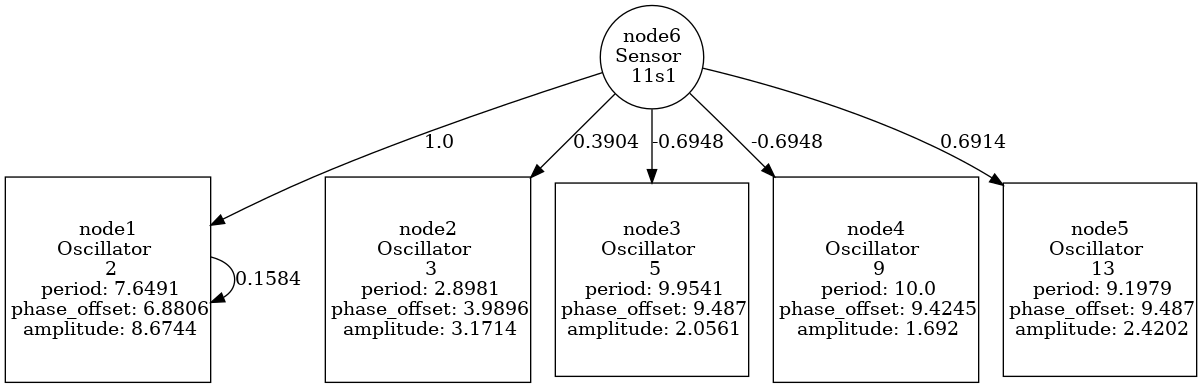 node6
Sensor
11s1
1.0
0.3904
-0.6948
-0.6948
0.6914
node1
Oscillator
2
period: 7.6491
phase_offset: 6.8806
amplitude: 8.6744
0.1584
node2
Oscillator
3
period: 2.8981
phase_offset: 3.9896
amplitude: 3.1714
node3
Oscillator
5
period: 9.9541
phase_offset: 9.487
amplitude: 2.0561
node4
Oscillator
9
period: 10.0
phase_offset: 9.4245
amplitude: 1.692
node5
Oscillator
13
period: 9.1979
phase_offset: 9.487
amplitude: 2.4202